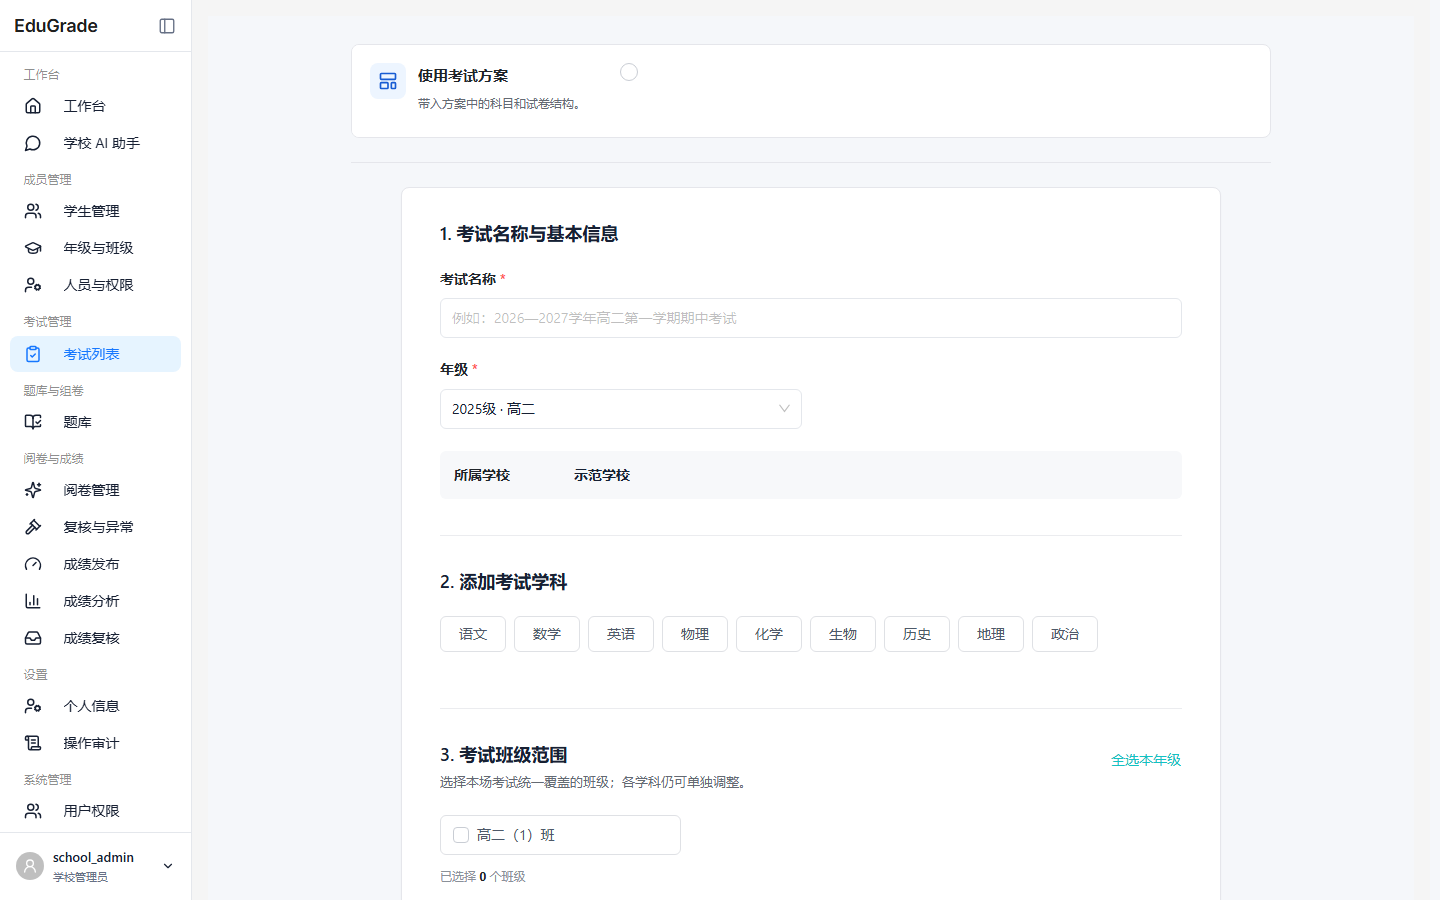 EduGrade
工作台
工作台
学校 AI 助手
成员管理
学生管理
年级与班级
人员与权限
考试管理
考试列表
题库与组卷
题库
阅卷与成绩
阅卷管理
复核与异常
成绩发布
成绩分析
成绩复核
设置
个人信息
操作审计
系统管理
用户权限
school_admin
学校管理员
使用考试方案
带入方案中的科目和试卷结构。
1. 考试名称与基本信息
考试名称 *
例如：2026—2027学年高二第一学期期中考试
年级 *
2025级 · 高二
所属学校 示范学校
2. 添加考试学科
语文 数学 英语 物理 化学 生物 历史 地理 政治
3. 考试班级范围
全选本年级
选择本场考试统一覆盖的班级；各学科仍可单独调整。
高二（1）班
已选择 0 个班级